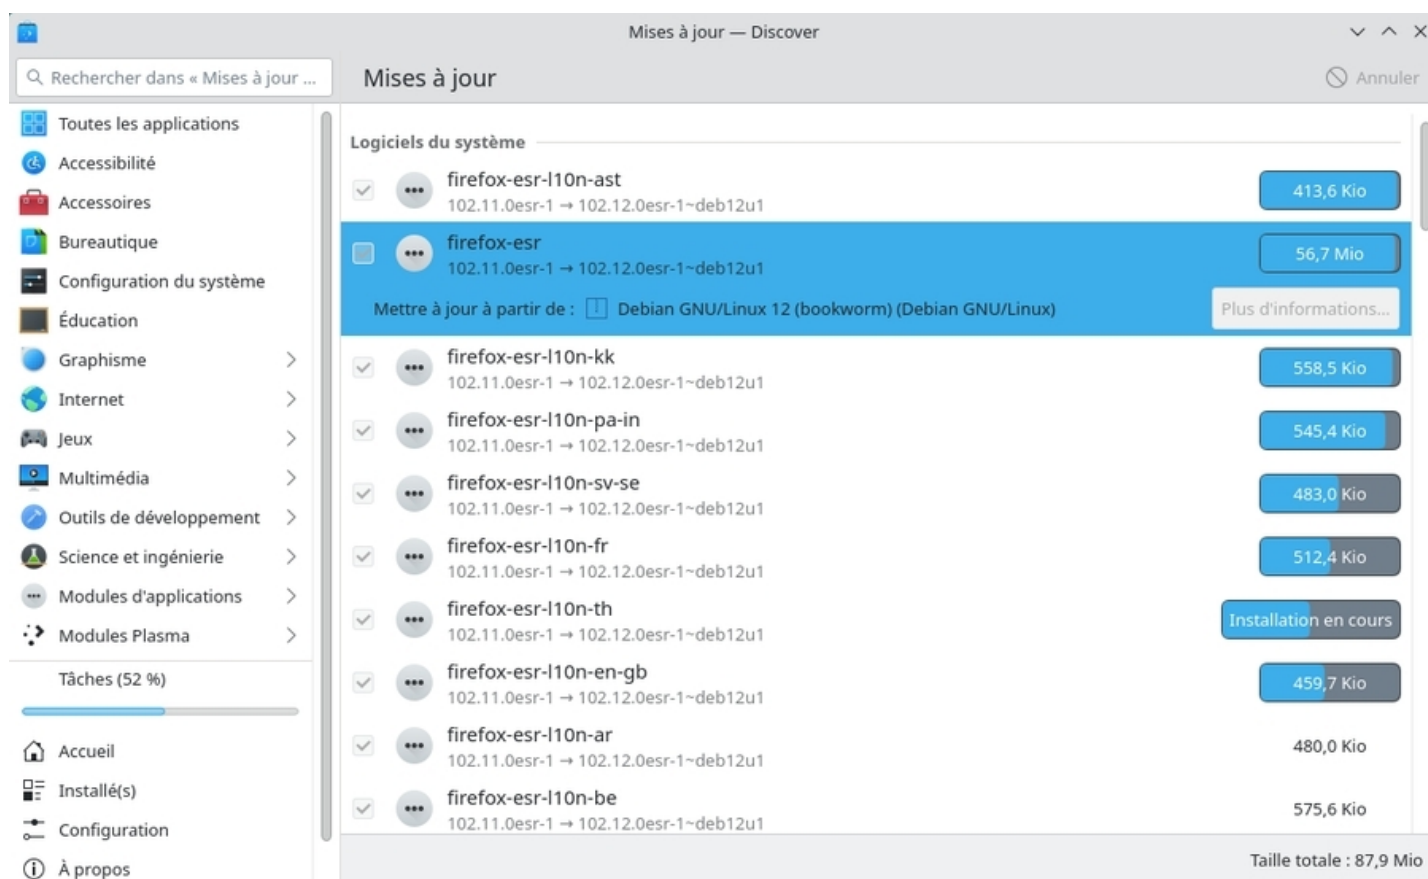 Mises à jour — Discover
Rechercher dans « Mises à jour ...
Mises à jour
Annuler
Toutes les applications
Accessibilité
Accessoires
Bureautique
Configuration du système
Éducation
Graphisme
Internet
Jeux
Multimédia
Outils de développement
Science et ingénierie
Modules d'applications
Modules Plasma
Tâches (52 %)
Accueil
Installé(s)
Configuration
À propos
Logiciels du système
firefox-esr-l10n-ast
102.11.0esr-1 → 102.12.0esr-1~deb12u1
413,6 Kio
firefox-esr
102.11.0esr-1 → 102.12.0esr-1~deb12u1
56,7 Mio
Mettre à jour à partir de : Debian GNU/Linux 12 (bookworm) (Debian GNU/Linux)
Plus d'informations...
firefox-esr-l10n-kk
102.11.0esr-1 → 102.12.0esr-1~deb12u1
558,5 Kio
firefox-esr-l10n-pa-in
102.11.0esr-1 → 102.12.0esr-1~deb12u1
545,4 Kio
firefox-esr-l10n-sv-se
102.11.0esr-1 → 102.12.0esr-1~deb12u1
483,0 Kio
firefox-esr-l10n-fr
102.11.0esr-1 → 102.12.0esr-1~deb12u1
512,4 Kio
firefox-esr-l10n-th
102.11.0esr-1 → 102.12.0esr-1~deb12u1
Installation en cours
firefox-esr-l10n-en-gb
102.11.0esr-1 → 102.12.0esr-1~deb12u1
459,7 Kio
firefox-esr-l10n-ar
102.11.0esr-1 → 102.12.0esr-1~deb12u1
480,0 Kio
firefox-esr-l10n-be
102.11.0esr-1 → 102.12.0esr-1~deb12u1
575,6 Kio
Taille totale : 87,9 Mio